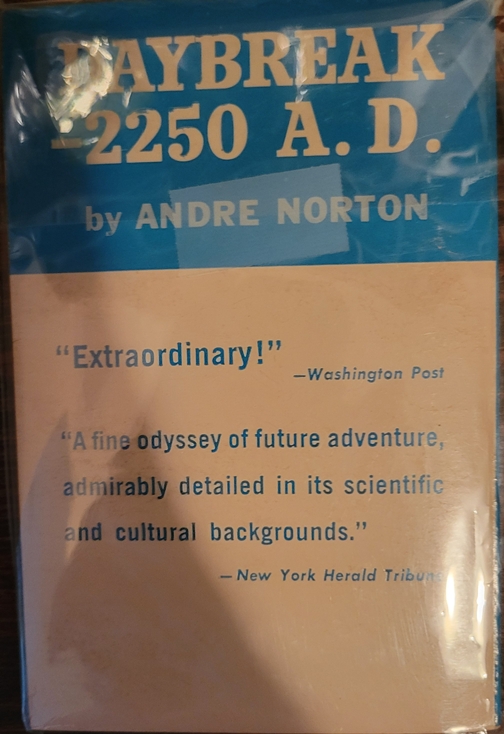 DAYBREAK
-2250 A.D.
by ANDRE NORTON
“Extraordinary!”
—Washington Post
“A fine odyssey of future adventure,
admirably detailed in its scientific
and cultural backgrounds.”
—New York Herald Tribune